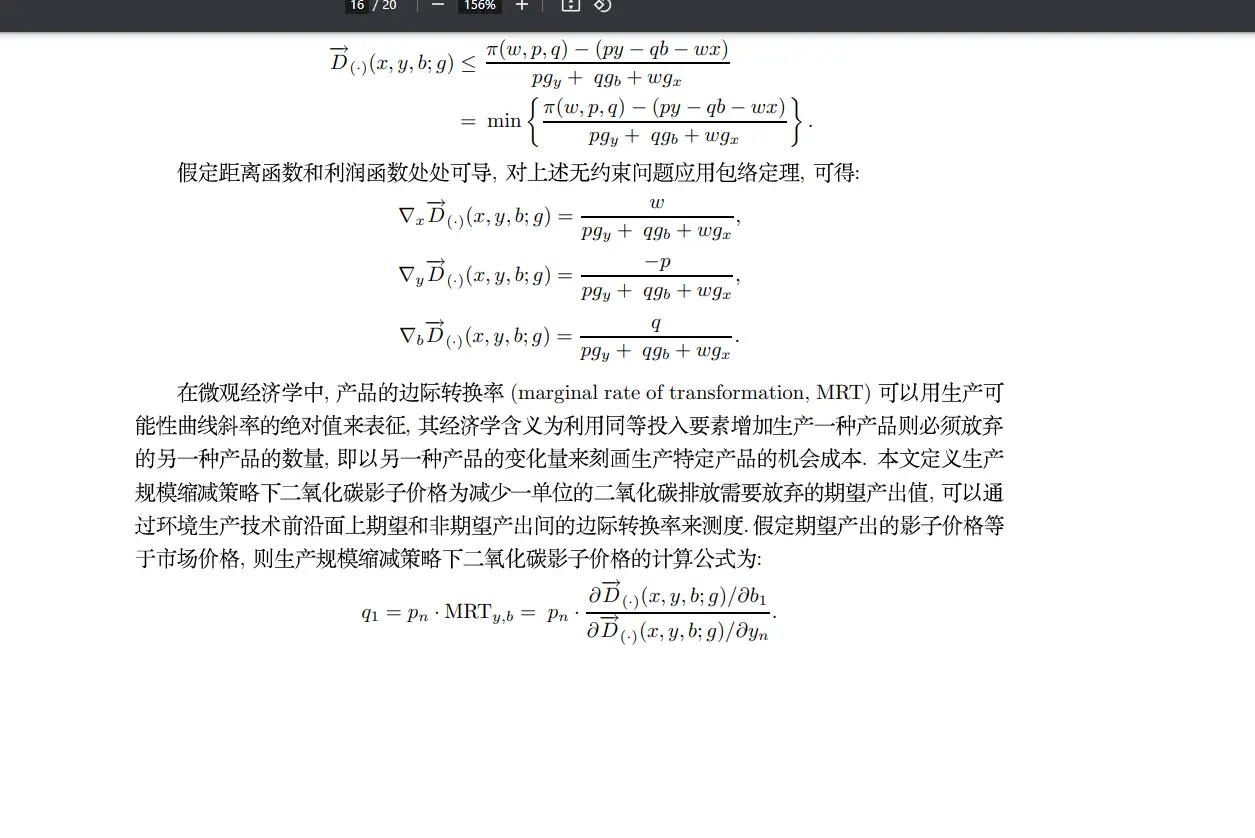 16 / 20 — 156% +
$\overrightarrow{D}_{(\cdot)}(x, y, b; g) \leq \frac{\pi(w, p, q) - (py - qb - wx)}{pg_y + qg_b + wg_x}$
$= \min \left\{ \frac{\pi(w, p, q) - (py - qb - wx)}{pg_y + qg_b + wg_x} \right\}.$
假定距离函数和利润函数处处可导, 对上述无约束问题应用包络定理, 可得:
$\nabla_x \overrightarrow{D}_{(\cdot)}(x, y, b; g) = \frac{w}{pg_y + qg_b + wg_x},$
$\nabla_y \overrightarrow{D}_{(\cdot)}(x, y, b; g) = \frac{-p}{pg_y + qg_b + wg_x},$
$\nabla_b \overrightarrow{D}_{(\cdot)}(x, y, b; g) = \frac{q}{pg_y + qg_b + wg_x}.$
在微观经济学中, 产品的边际转换率 (marginal rate of transformation, MRT) 可以用生产可
能性曲线斜率的绝对值来表征, 其经济学含义为利用同等投入要素增加生产一种产品则必须放弃
的另一种产品的数量, 即以另一种产品的变化量来刻画生产特定产品的机会成本. 本文定义生产
规模缩减策略下二氧化碳影子价格为减少一单位的二氧化碳排放需要放弃的期望产出值, 可以通
过环境生产技术前沿面上期望和非期望产出间的边际转换率来测度. 假定期望产出的影子价格等
于市场价格, 则生产规模缩减策略下二氧化碳影子价格的计算公式为:
$q_1 = p_n \cdot \mathrm{MRT}_{y,b} = p_n \cdot \frac{\partial \overrightarrow{D}_{(\cdot)}(x, y, b; g) / \partial b_1}{\partial \overrightarrow{D}_{(\cdot)}(x, y, b; g) / \partial y_n}.$